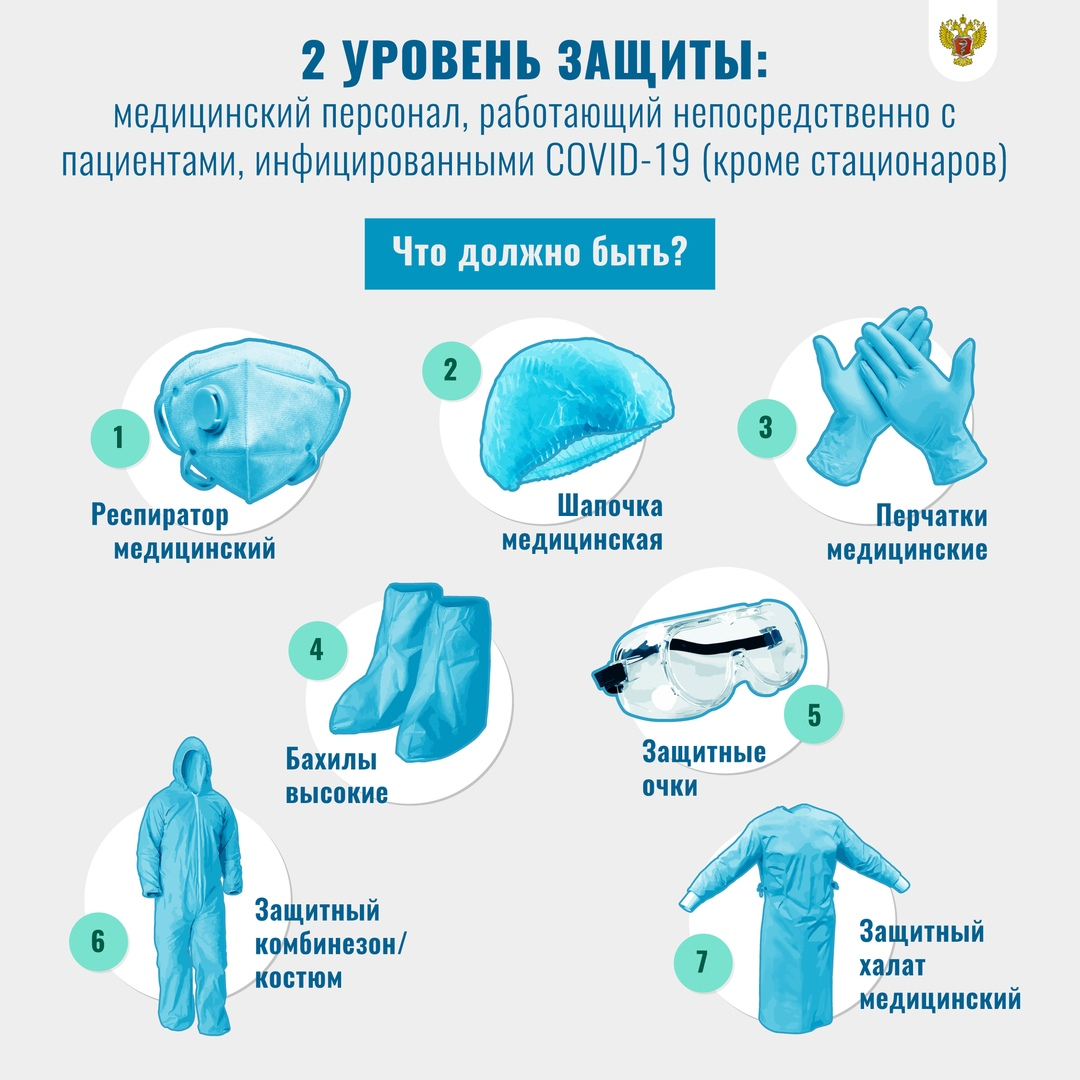 2 УРОВЕНЬ ЗАЩИТЫ:
медицинский персонал, работающий непосредственно с
пациентами, инфицированными COVID-19 (кроме стационаров)
Что должно быть?
1
Респиратор
медицинский
2
Шапочка
медицинская
3
Перчатки
медицинские
4
Бахилы
высокие
5
Защитные
очки
6
Защитный
комбинезон/
костюм
7
Защитный
халат
медицинский